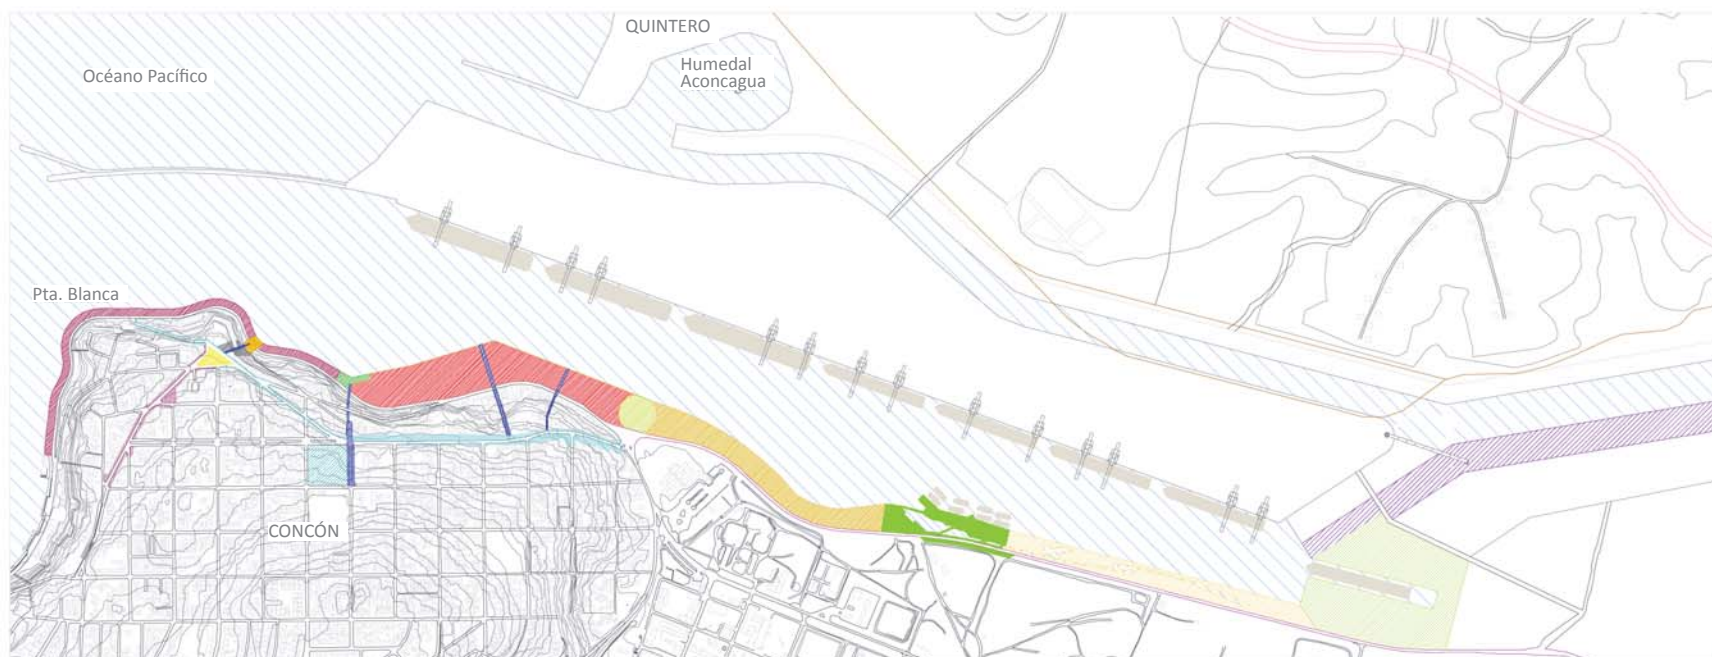 QUINTERO
Océano Pacífico
Humedal
Aconcagua
Pta. Blanca
CONCÓN